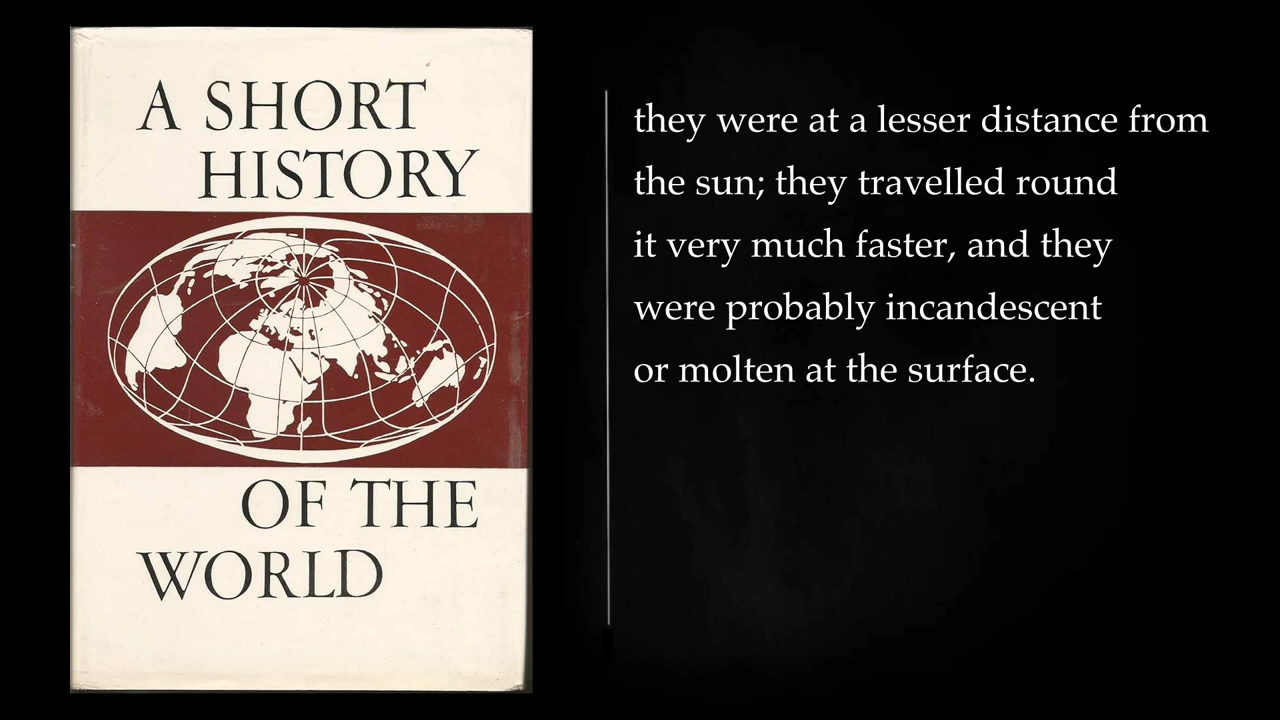 A SHORT
HISTORY
OF THE
WORLD
they were at a lesser distance from
the sun; they travelled round
it very much faster, and they
were probably incandescent
or molten at the surface.